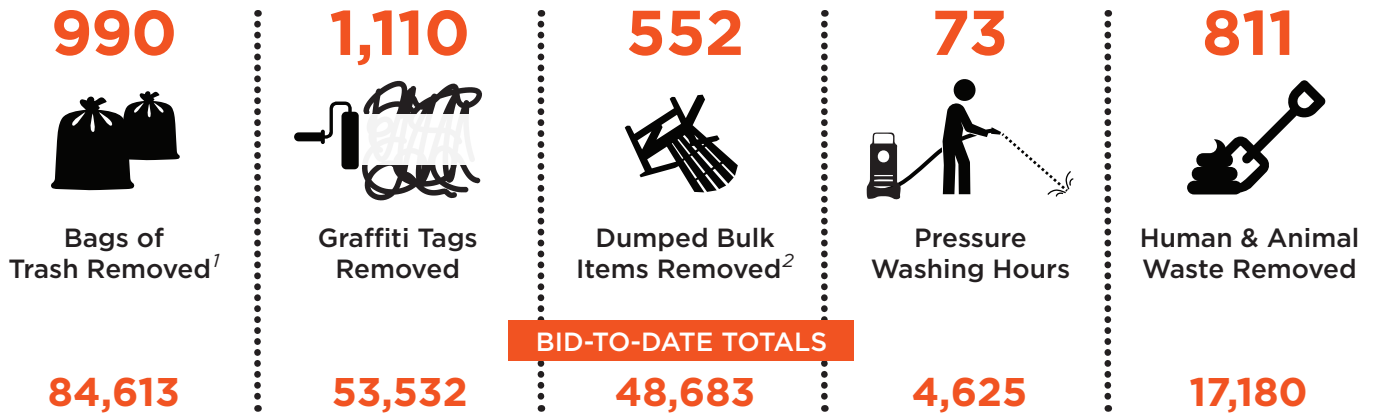 990
1,110
552
73
811
Bags of
Trash Removed1
Graffiti Tags
Removed
Dumped Bulk
Items Removed2
Pressure
Washing Hours
Human & Animal
Waste Removed
BID-TO-DATE TOTALS
84,613
53,532
48,683
4,625
17,180